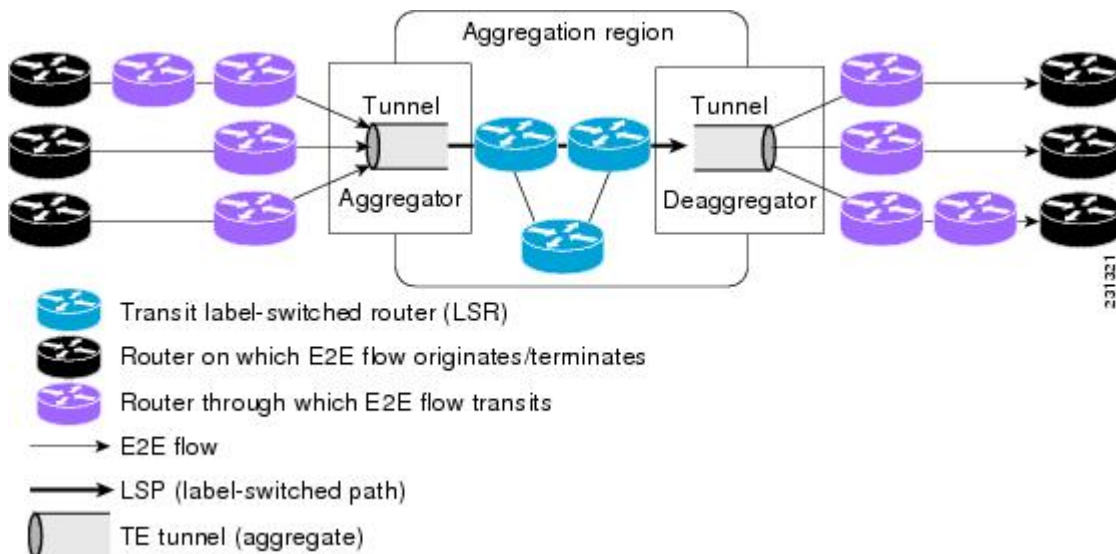 Aggregation region
Tunnel
Tunnel
Aggregator
Deaggregator
231321
Transit label-switched router (LSR)
Router on which E2E flow originates/terminates
Router through which E2E flow transits
E2E flow
LSP (label-switched path)
TE tunnel (aggregate)